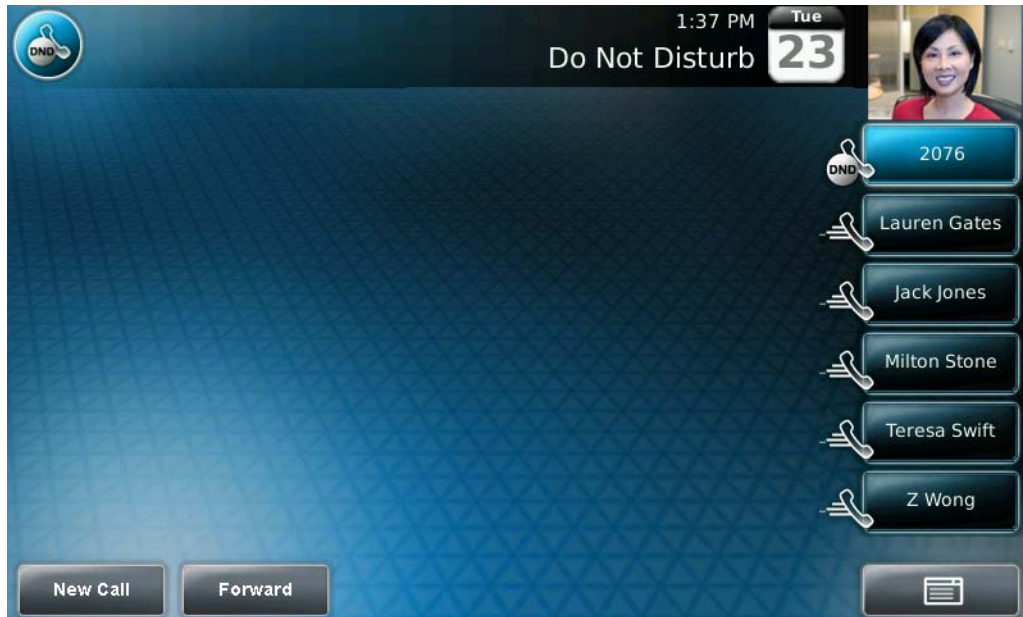 DND
1:37 PM
Tue
Do Not Disturb
23
DND
2076
Lauren Gates
Jack Jones
Milton Stone
Teresa Swift
Z Wong
New Call
Forward